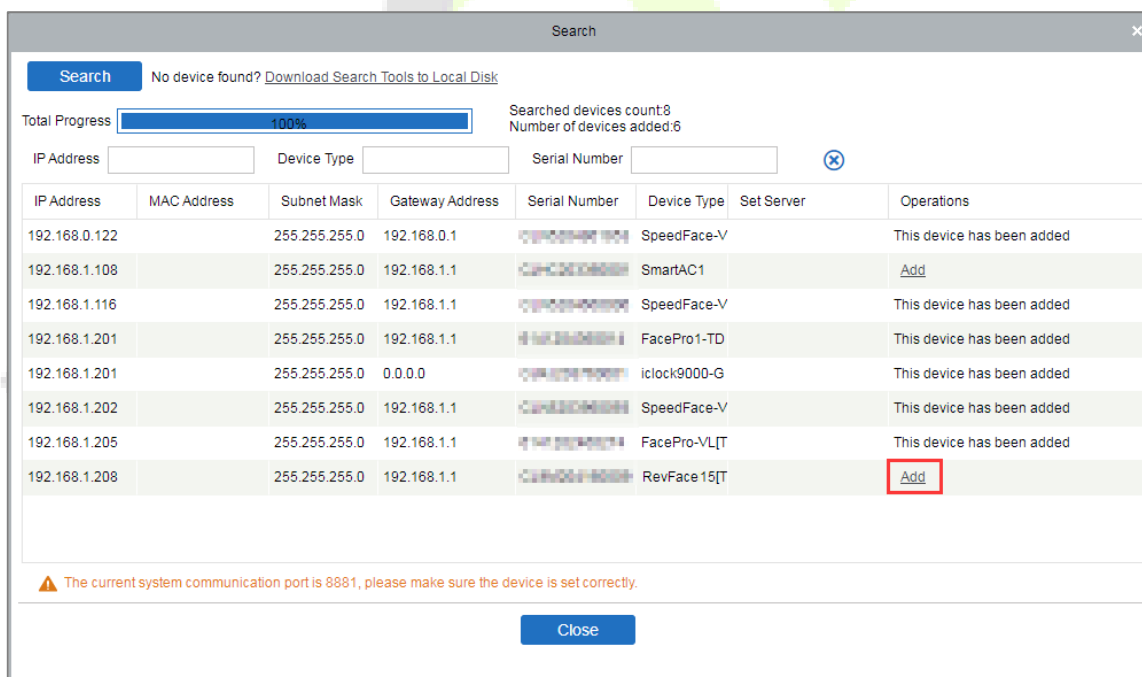 Search
Search No device found? Download Search Tools to Local Disk
Total Progress 100% Searched devices count:8
Number of devices added:6
IP Address Device Type Serial Number
IP Address MAC Address Subnet Mask Gateway Address Serial Number Device Type Set Server Operations
192.168.0.122 255.255.255.0 192.168.0.1 SpeedFace-V This device has been added
192.168.1.108 255.255.255.0 192.168.1.1 SmartAC1 Add
192.168.1.116 255.255.255.0 192.168.1.1 SpeedFace-V This device has been added
192.168.1.201 255.255.255.0 192.168.1.1 FacePro1-TD This device has been added
192.168.1.201 255.255.255.0 0.0.0.0 iclock9000-G This device has been added
192.168.1.202 255.255.255.0 192.168.1.1 SpeedFace-V This device has been added
192.168.1.205 255.255.255.0 192.168.1.1 FacePro-VL[T This device has been added
192.168.1.208 255.255.255.0 192.168.1.1 RevFace15[T Add
The current system communication port is 8881, please make sure the device is set correctly.
Close